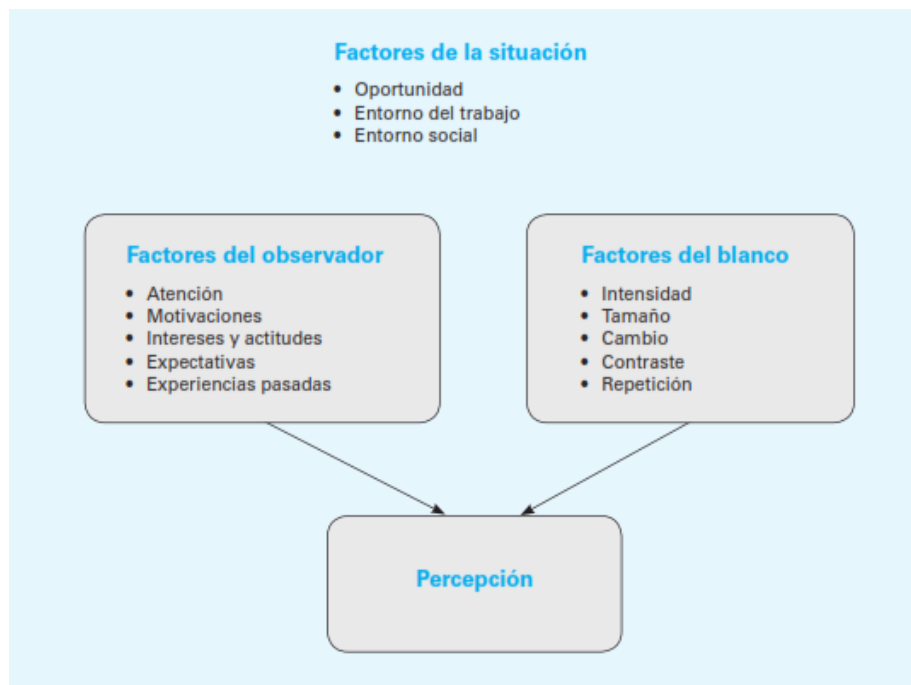 Factores de la situación
• Oportunidad
• Entorno del trabajo
• Entorno social
Factores del observador
• Atención
• Motivaciones
• Intereses y actitudes
• Expectativas
• Experiencias pasadas
Factores del blanco
• Intensidad
• Tamaño
• Cambio
• Contraste
• Repetición
Percepción